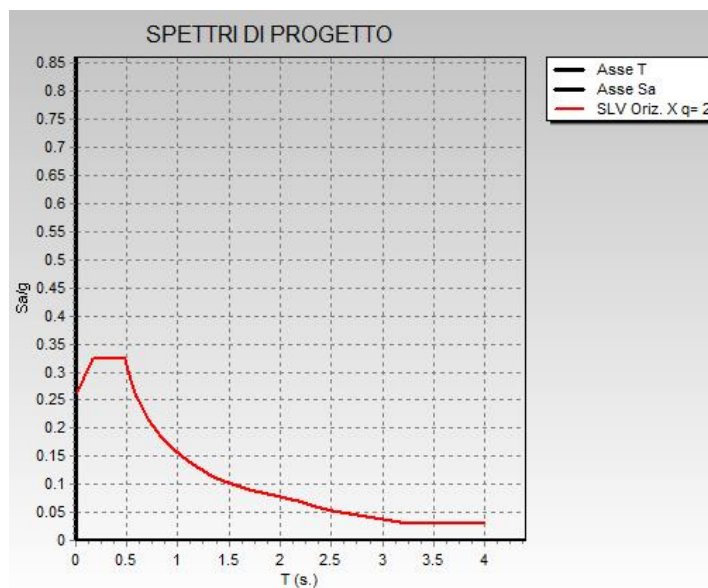 SPETTRI DI PROGETTO
0.85
0.8
0.75
0.7
0.65
0.6
0.55
0.5
0.45
0.4
0.35
0.3
0.25
0.2
0.15
0.1
0.05
0
Sa/g
0 0.5 1 1.5 2 2.5 3 3.5 4
T (s.)
Asse T
Asse Sa
SLV Oriz. X q= 2